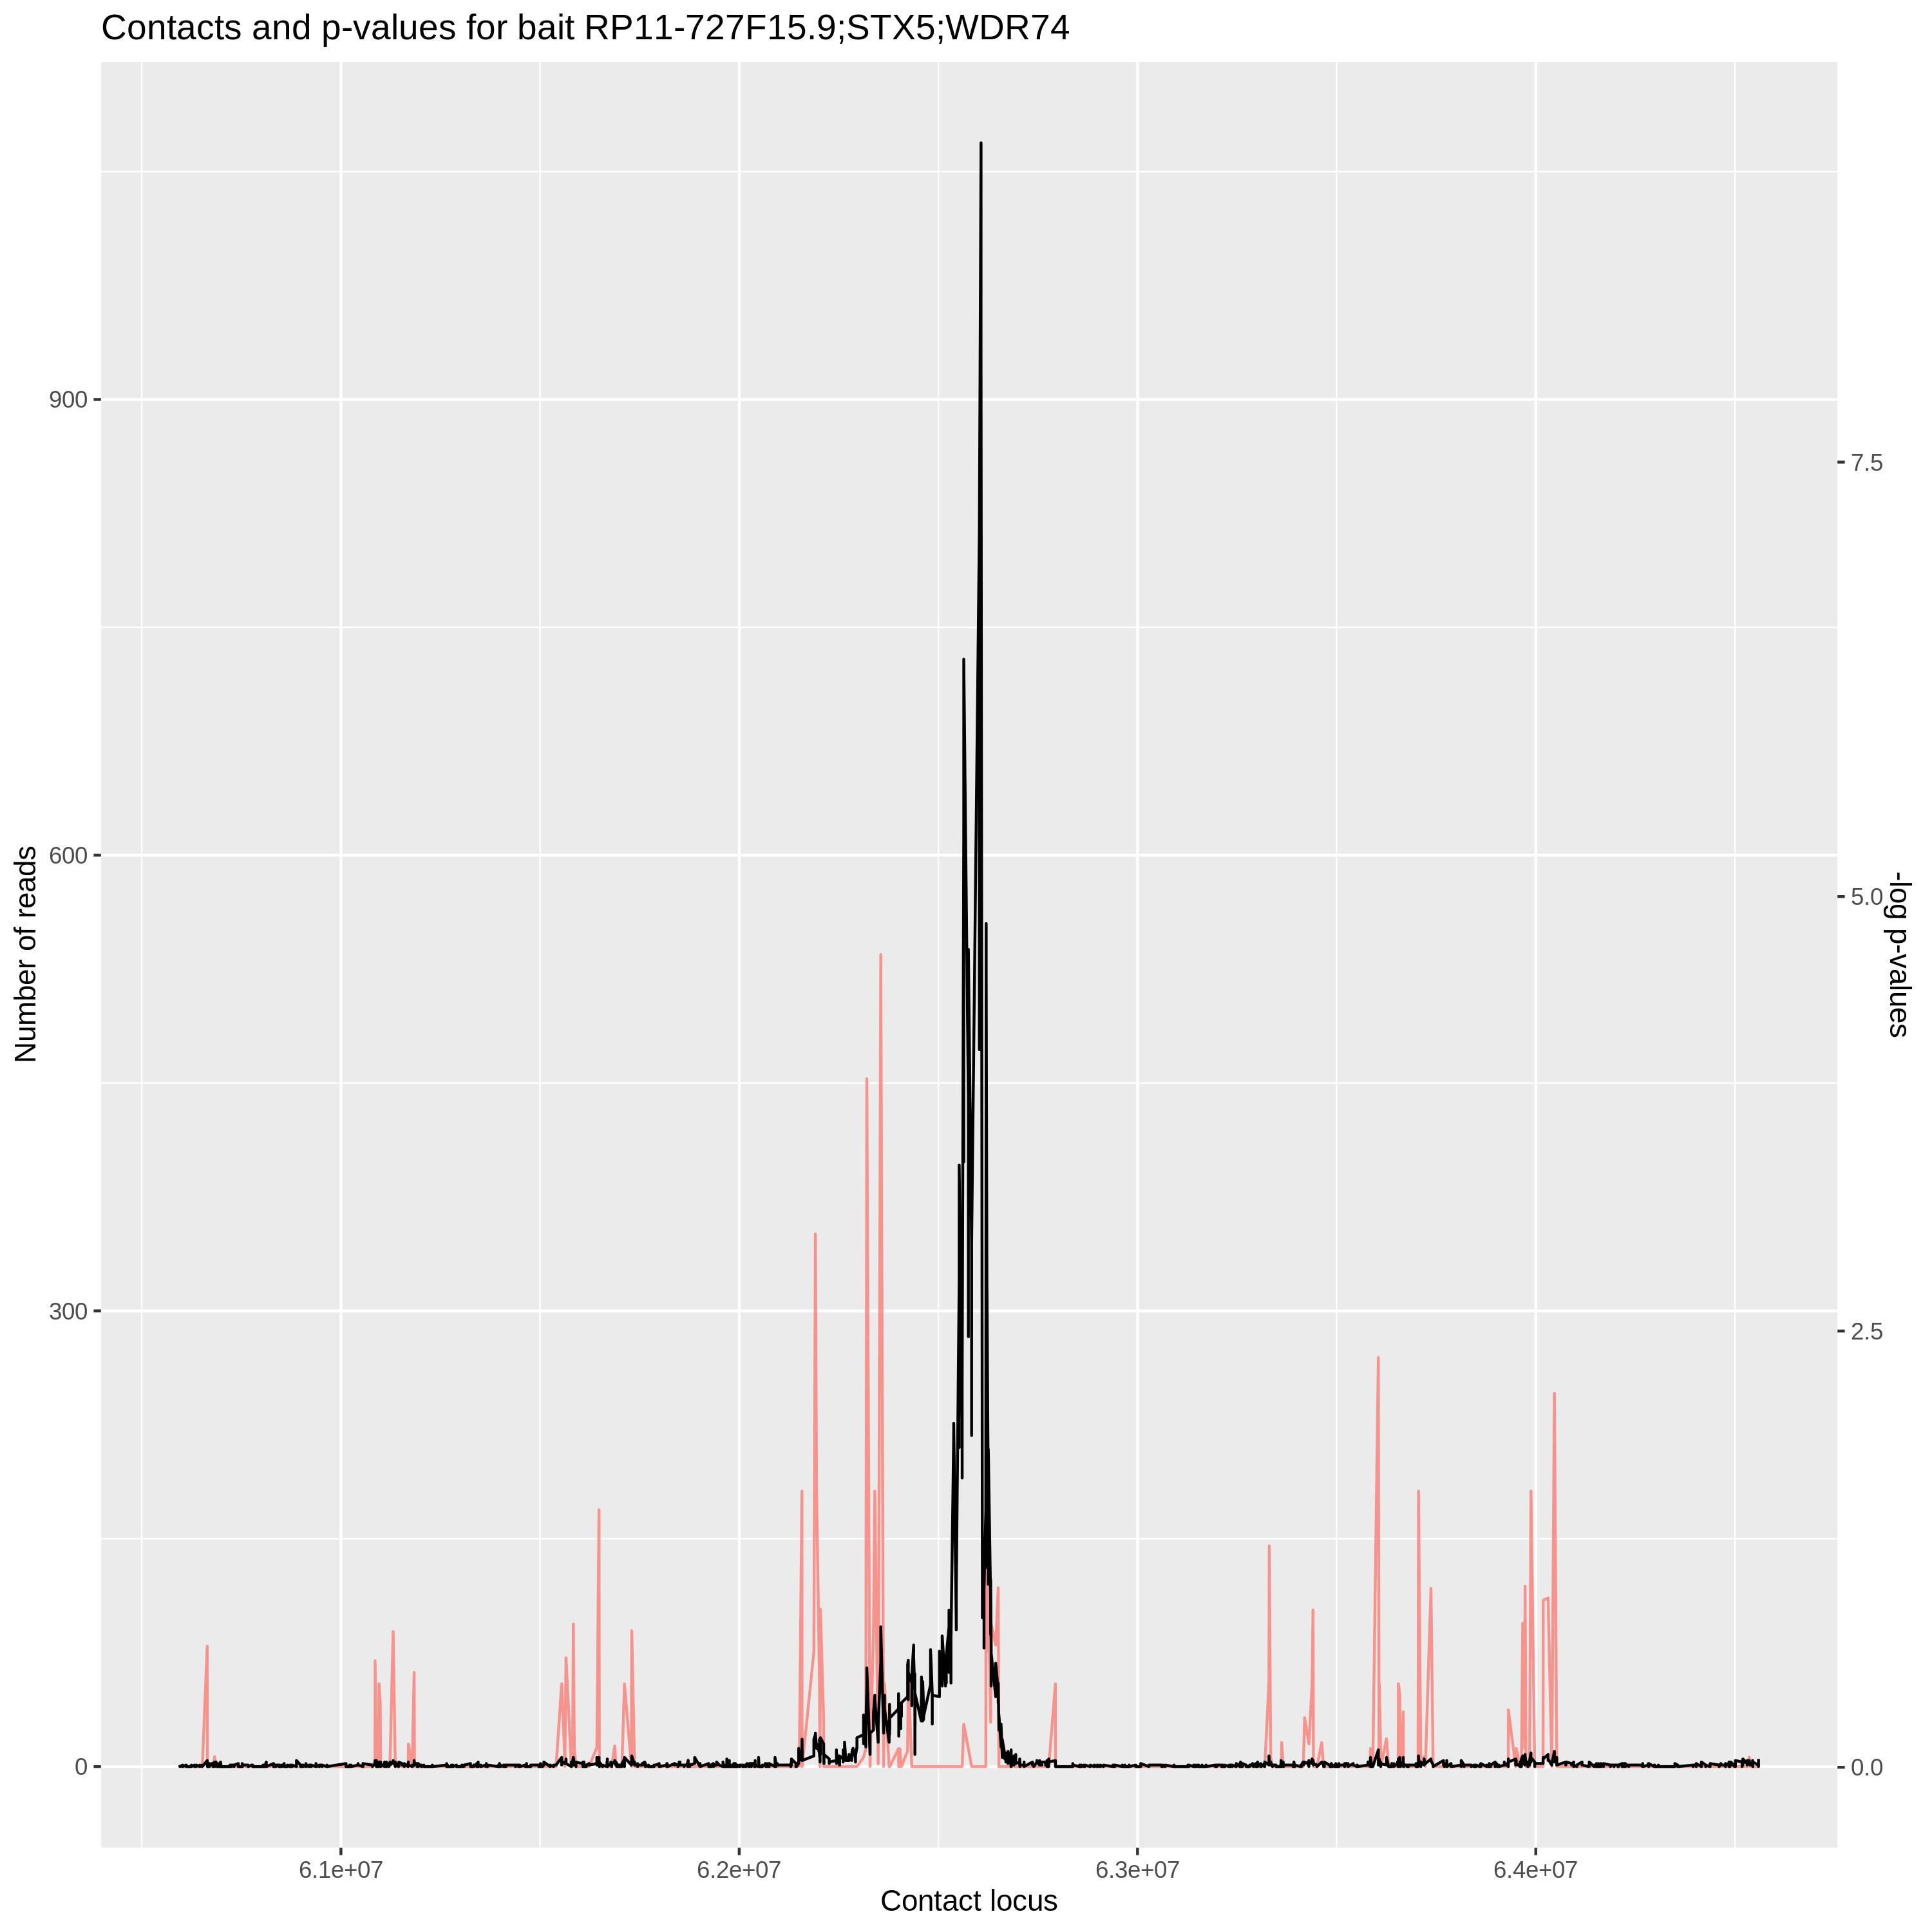 Contacts and p-values for bait RP11-727F15.9;STX5;WDR74
900
600
300
0
Number of reads
7.5
5.0
2.5
0.0
-log p-values
6.1e+07
6.2e+07
6.3e+07
6.4e+07
Contact locus